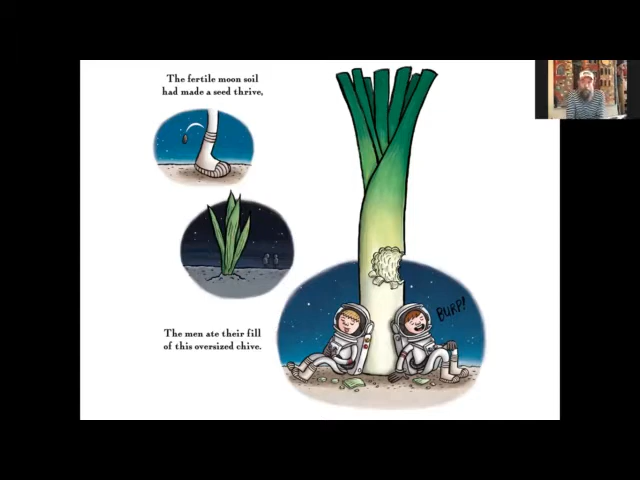 The fertile moon soil
had made a seed thrive,
The men ate their fill
of this oversized chive.
BURP!